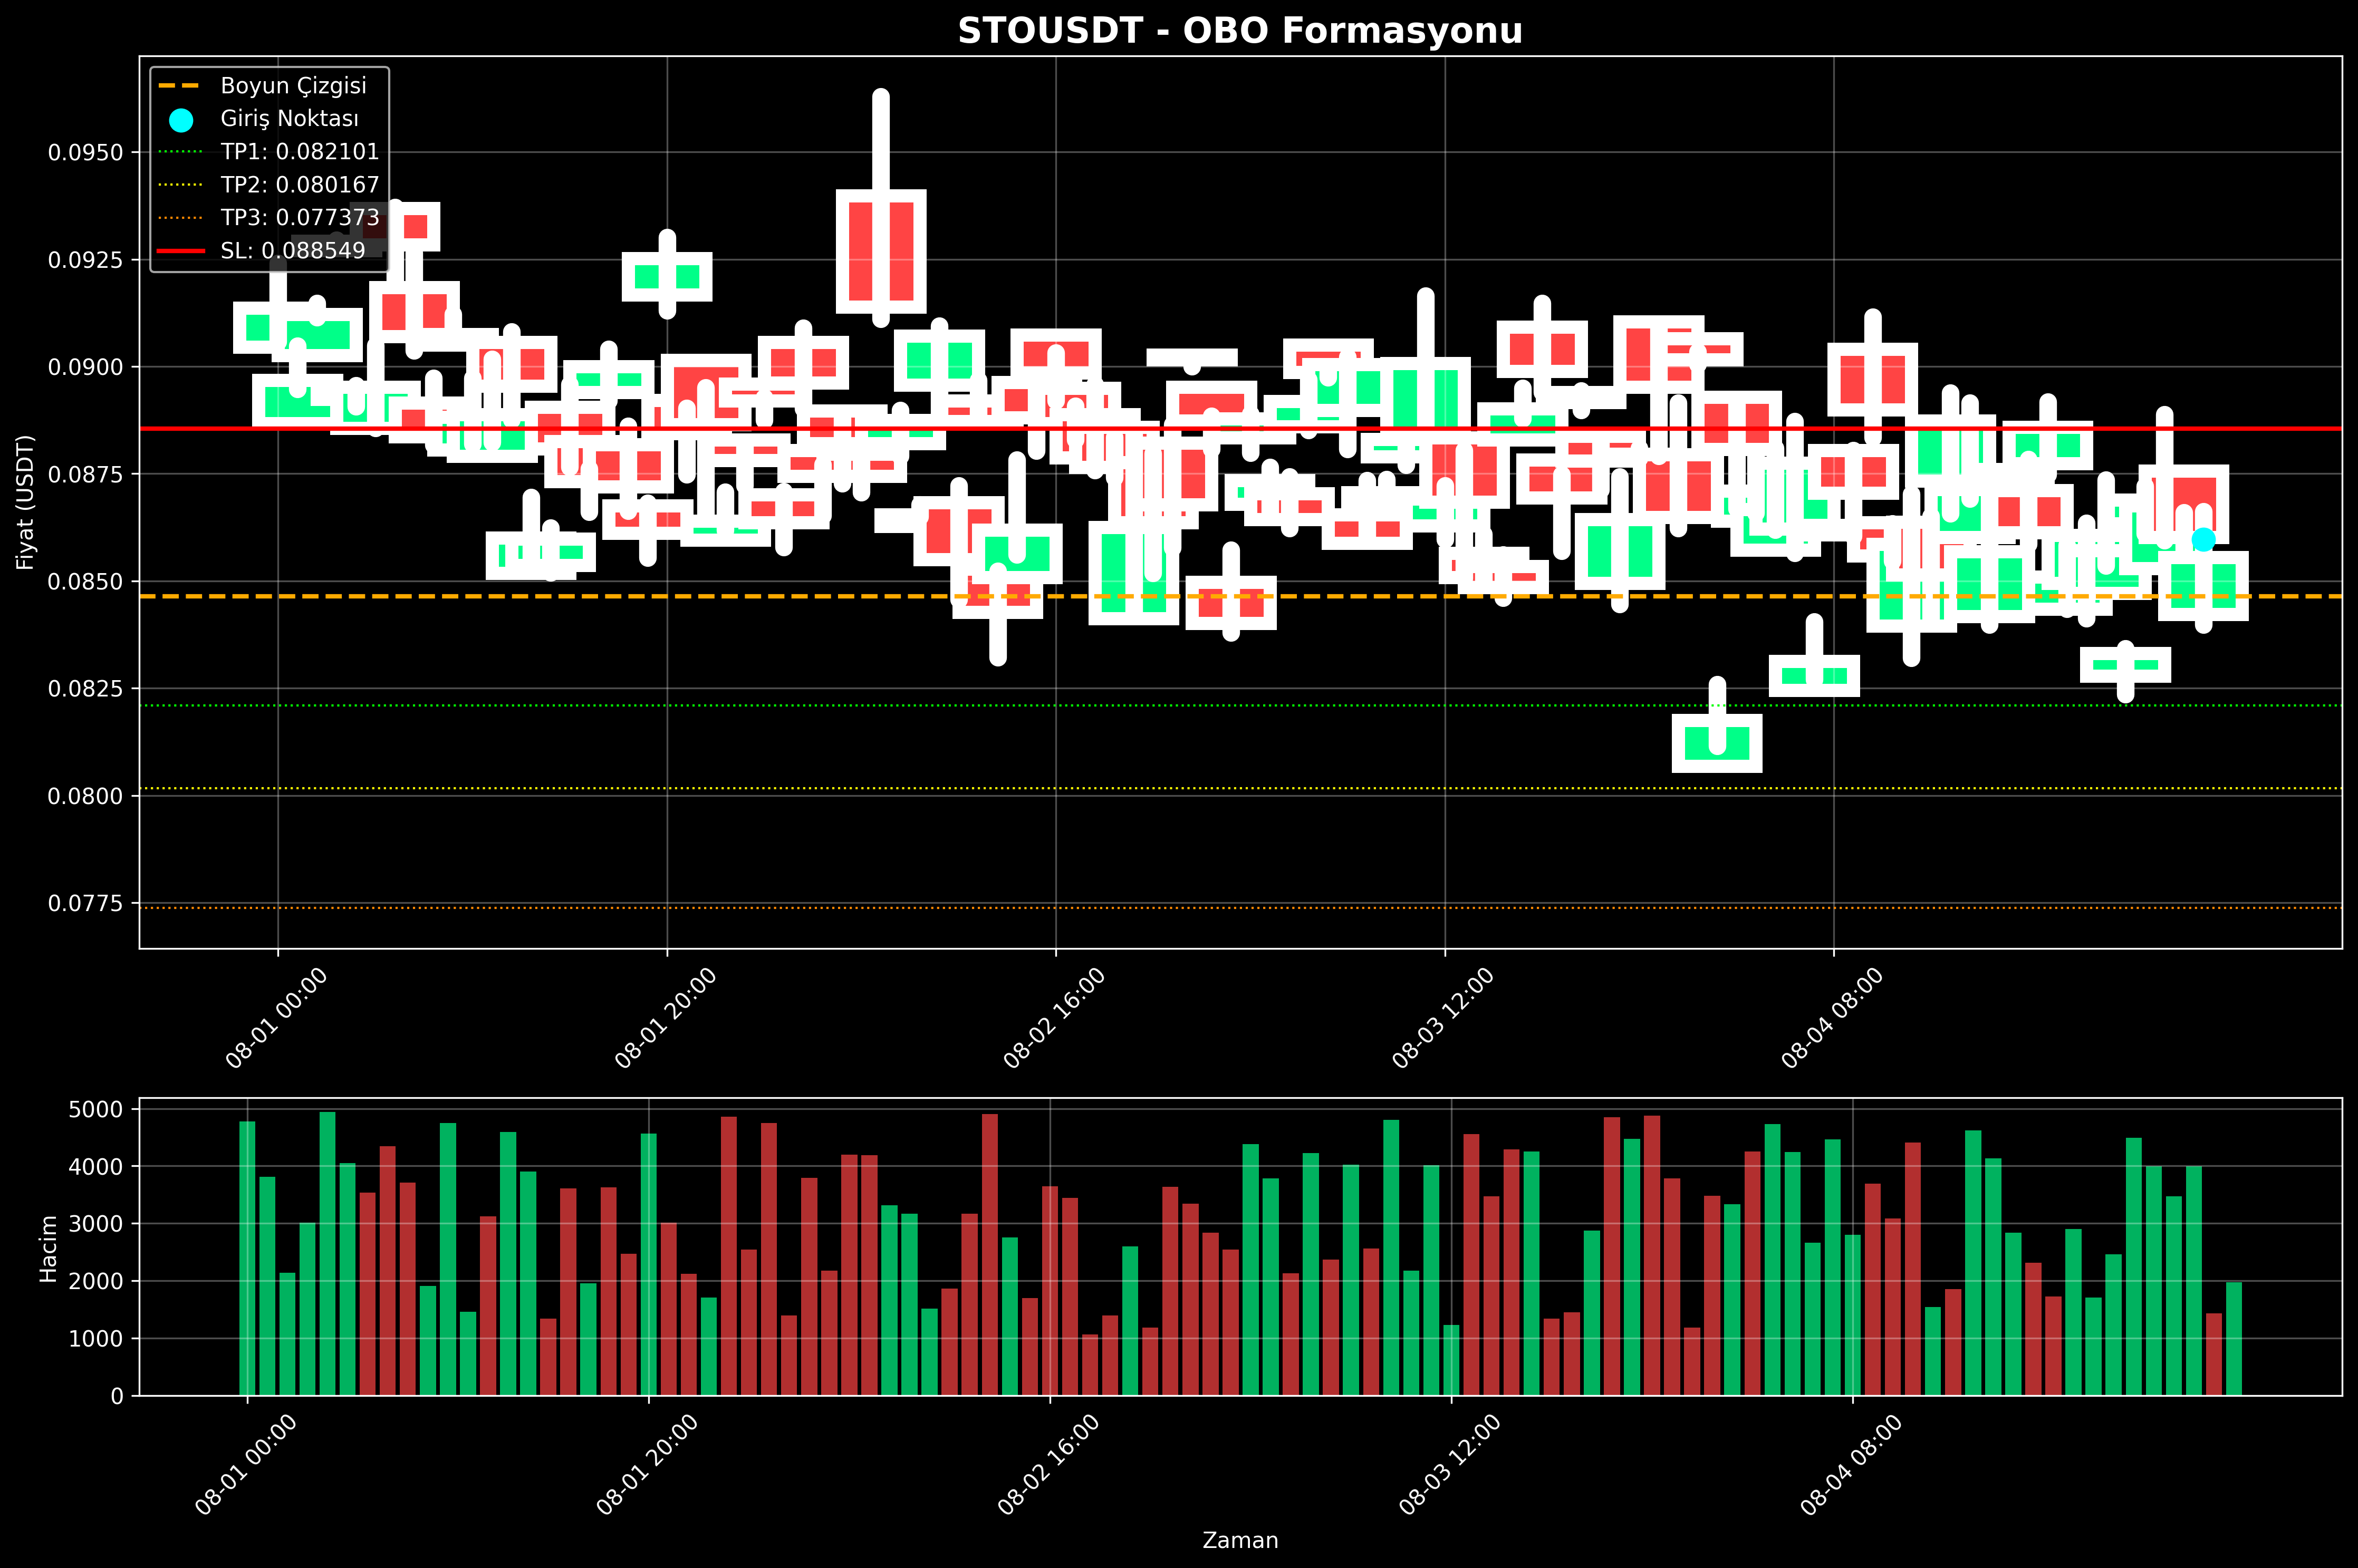 STOUSDT - OBO Formasyonu
Boyun Çizgisi
Giriş Noktası
TP1: 0.082101
TP2: 0.080167
TP3: 0.077373
SL: 0.088549
Fiyat (USDT)
0.0950
0.0925
0.0900
0.0875
0.0850
0.0825
0.0800
0.0775
08-01 00:00
08-01 20:00
08-02 16:00
08-03 12:00
08-04 08:00
Hacim
5000
4000
3000
2000
1000
0
08-01 00:00
08-01 20:00
08-02 16:00
08-03 12:00
08-04 08:00
Zaman